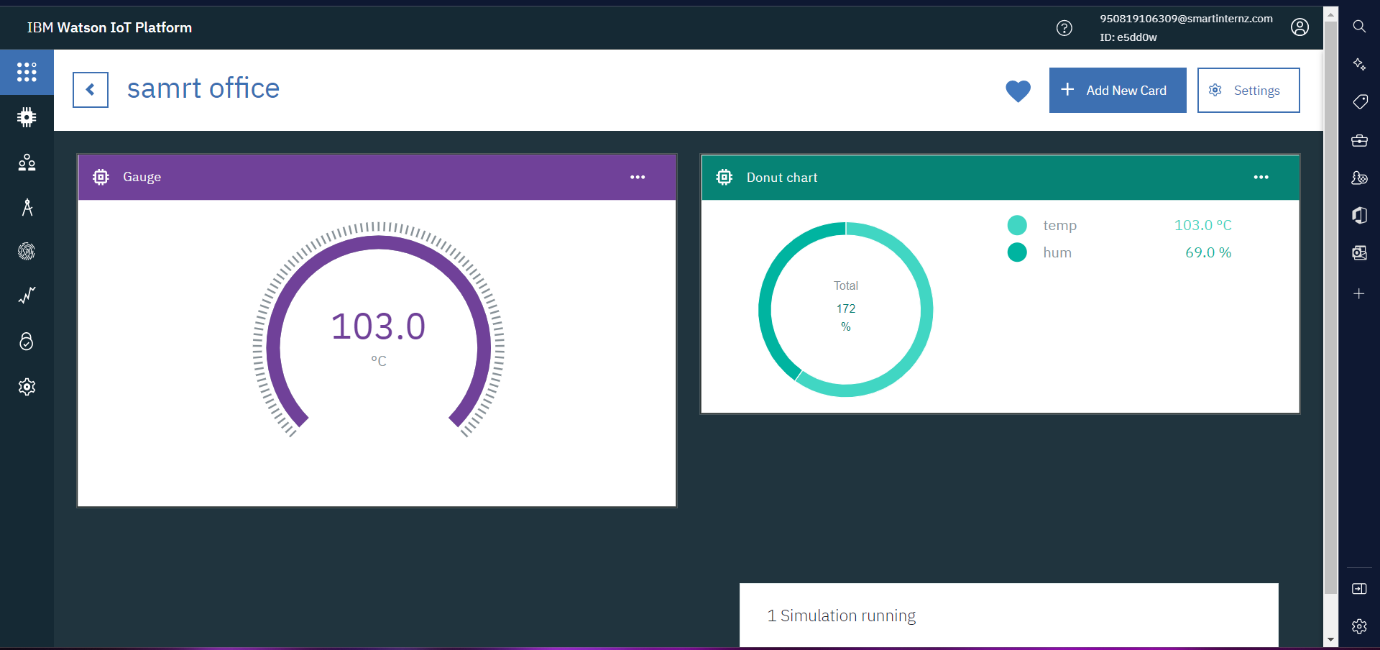 IBM Watson IoT Platform
950819106309@smartinternz.com
ID: e5dd0w
samrt office
Add New Card
Settings
Gauge
103.0
°C
Donut chart
Total
172
%
temp 103.0 °C
hum 69.0 %
1 Simulation running